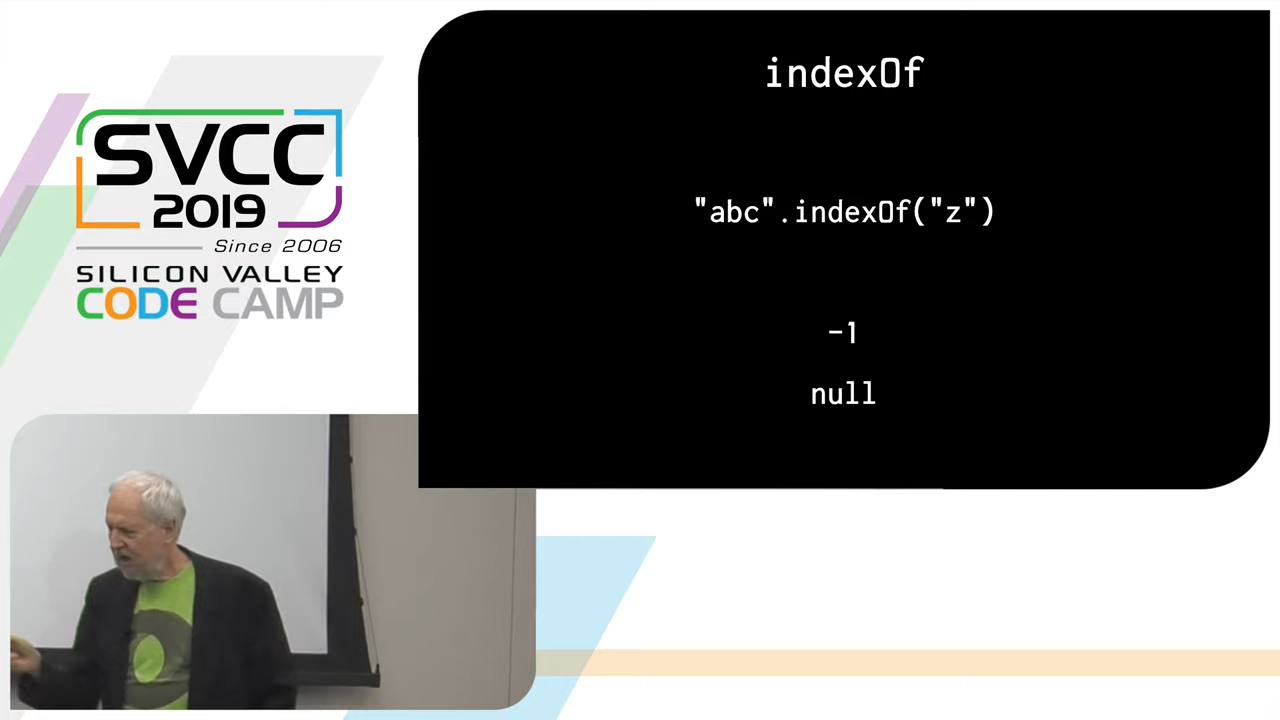 SVCC
2019
Since 2006
SILICON VALLEY
CODE CAMP
indexOf
"abc".indexOf("z")
-1
null